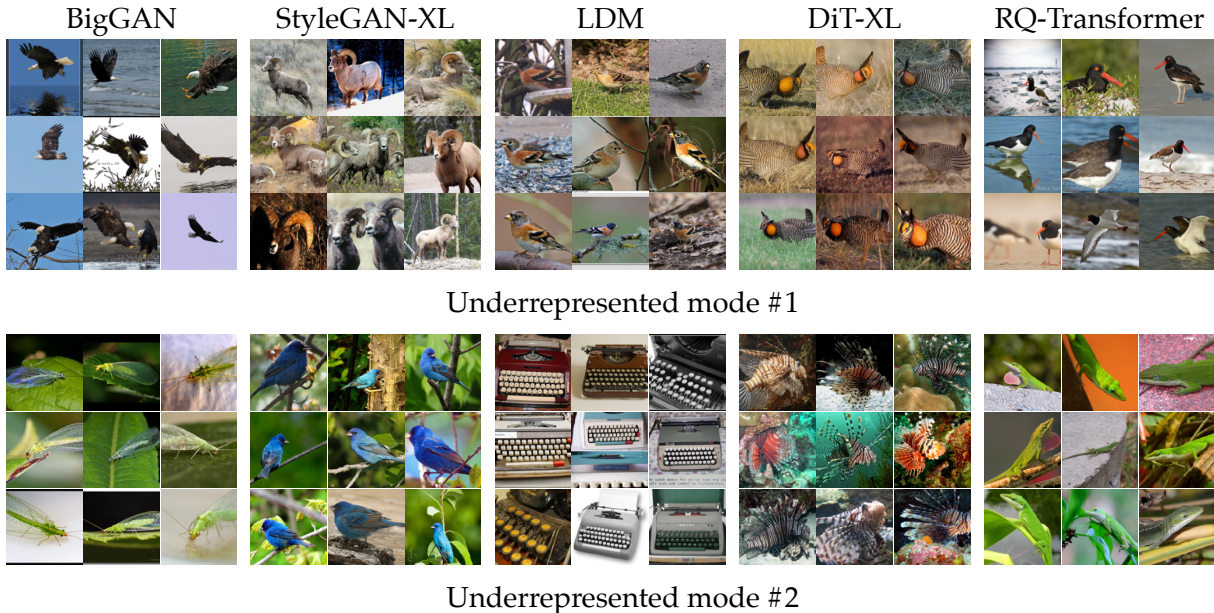 BigGAN StyleGAN-XL LDM DiT-XL RQ-Transformer
Underrepresented mode #1
Underrepresented mode #2